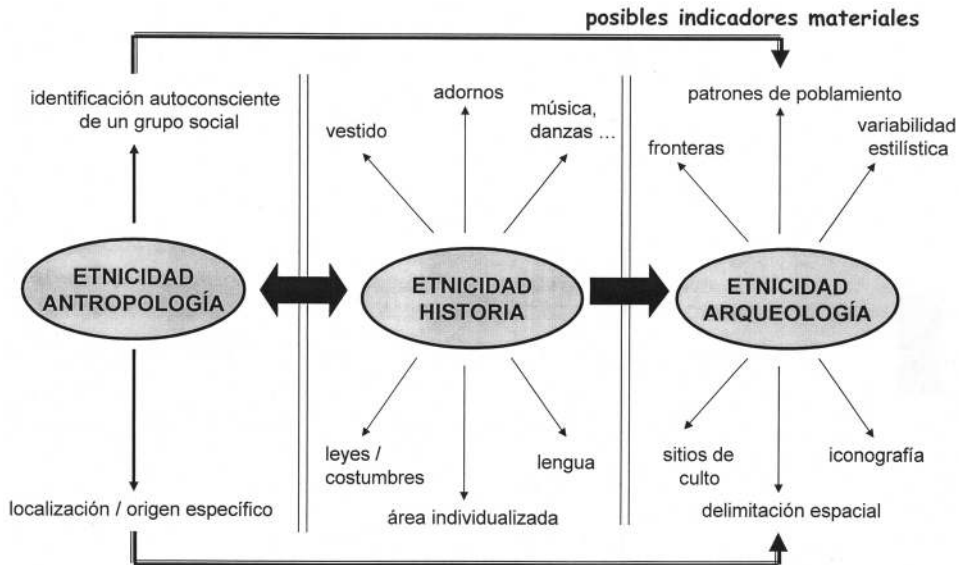 posibles indicadores materiales
identificación autoconsciente
de un grupo social
vestido
adornos
música,
danzas ...
fronteras
patrones de poblamiento
variabilidad
estilística
ETNICIDAD
ANTROPOLOGÍA
ETNICIDAD
HISTORIA
ETNICIDAD
ARQUEOLOGÍA
localización / origen específico
leyes /
costumbres
área individualizada
lengua
sitios de
culto
delimitación espacial
iconografía